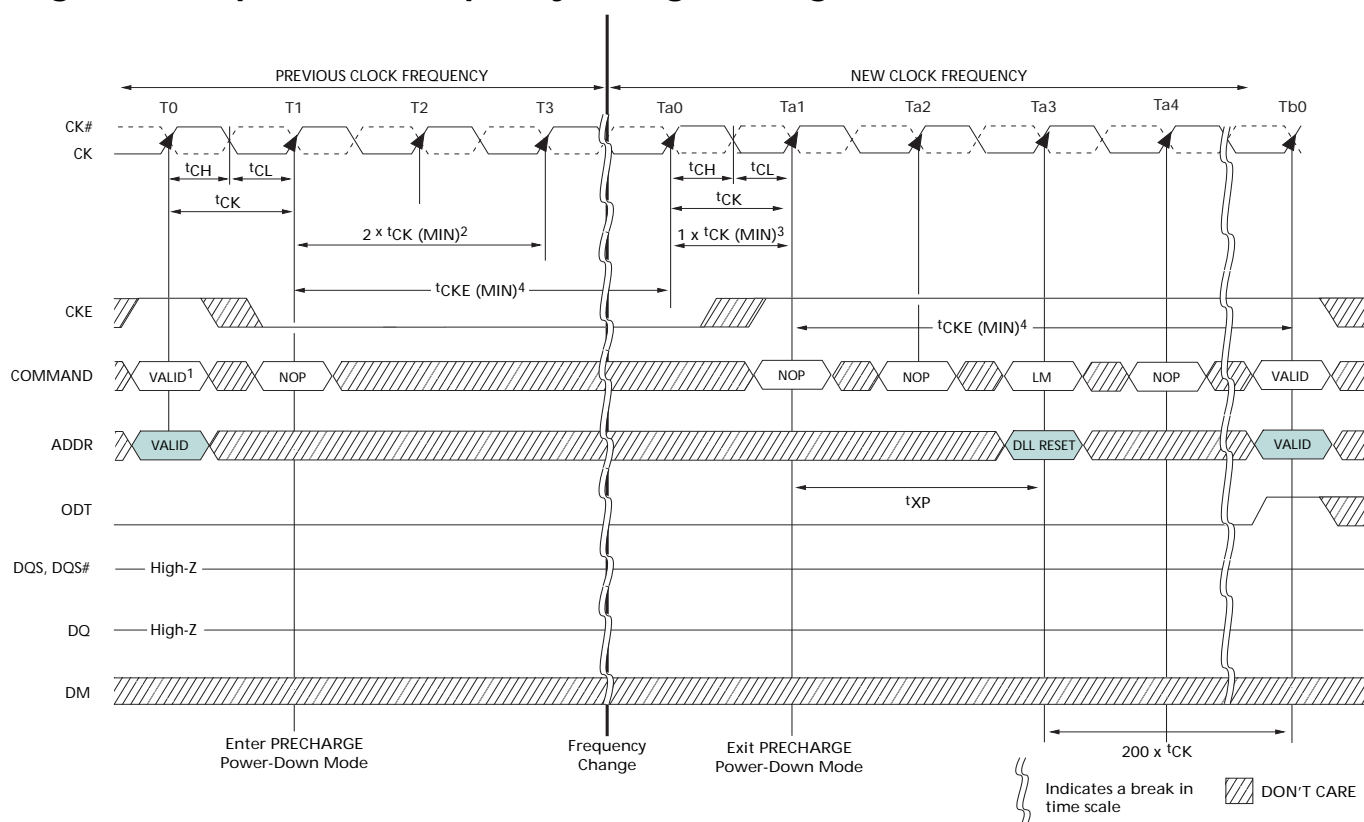 PREVIOUS CLOCK FREQUENCY
NEW CLOCK FREQUENCY
T0 T1 T2 T3 Ta0 Ta1 Ta2 Ta3 Ta4 Tb0
CK#
CK
tCH tCL tCH tCL
tCK tCK
2 x tCK (MIN)2 1 x tCK (MIN)3
tCKE (MIN)4
CKE
tCKE (MIN)4
COMMAND VALID1 NOP NOP NOP LM NOP VALID
ADDR VALID DLL RESET VALID
tXP
ODT
DQS, DQS# High-Z
DQ High-Z
DM
Enter PRECHARGE
Power-Down Mode
Frequency
Change
Exit PRECHARGE
Power-Down Mode
200 x tCK
Indicates a break in
time scale
DON'T CARE